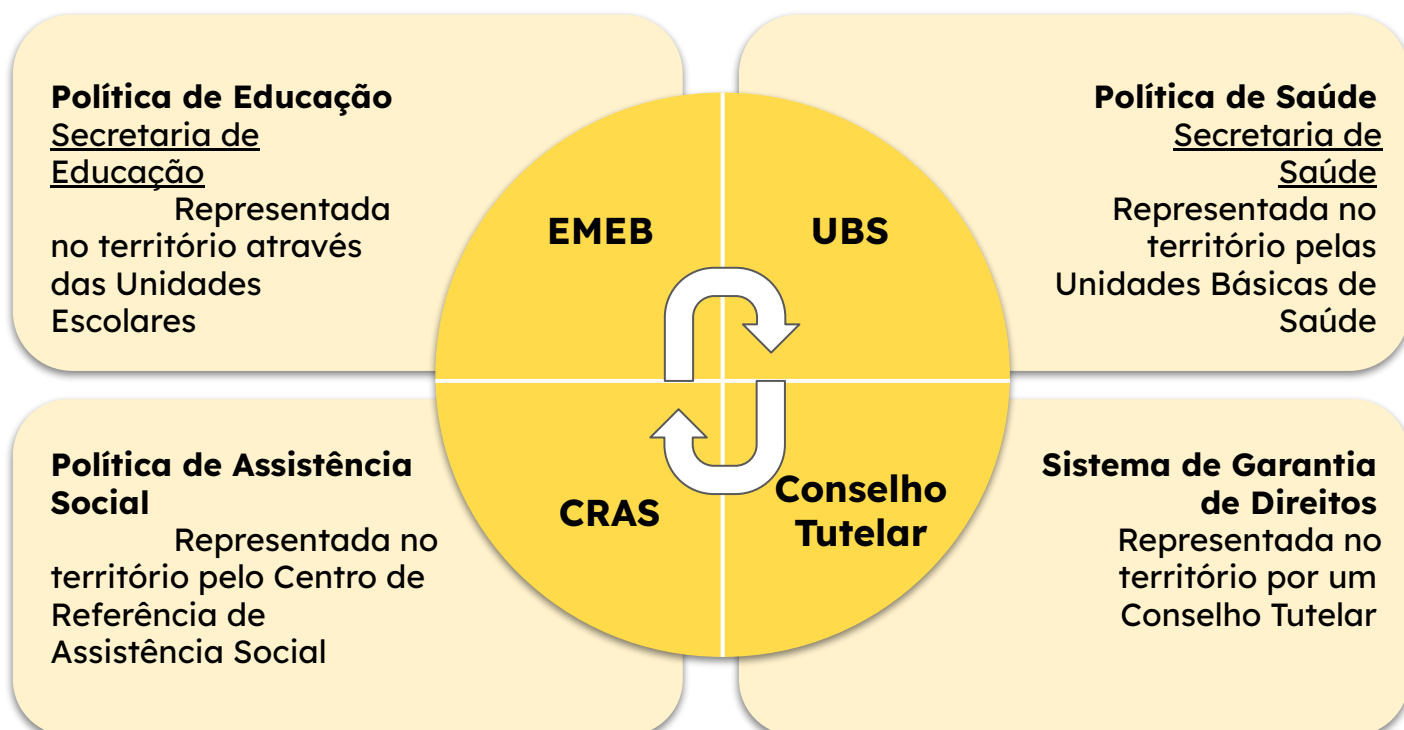 Política de Educação
Secretaria de
Educação
Representada
no território através
das Unidades
Escolares
Política de Saúde
Secretaria de
Saúde
Representada no
território pelas
Unidades Básicas de
Saúde
EMEB
UBS
CRAS
Conselho
Tutelar
Política de Assistência
Social
Representada no
território pelo Centro de
Referência de
Assistência Social
Sistema de Garantia
de Direitos
Representada no
território por um
Conselho Tutelar